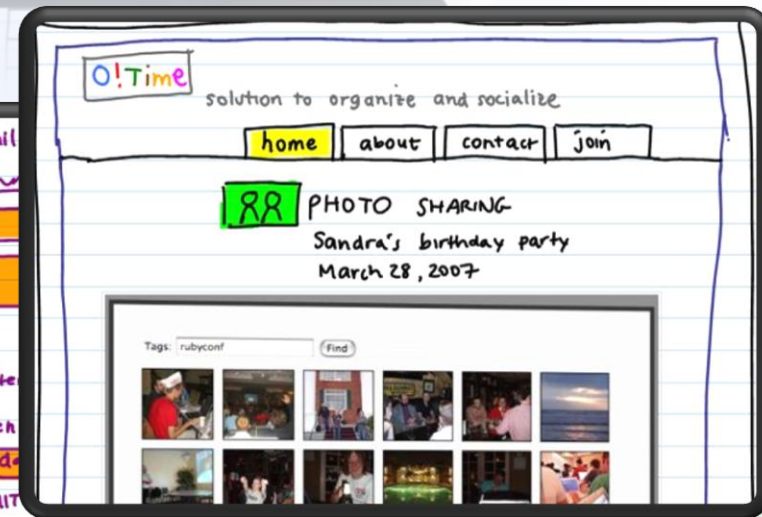 O!Time
solution to organize and socialize
home about contact join
PHOTO SHARING
Sandra's birthday party
March 28, 2007
Tags: rubyconf Find